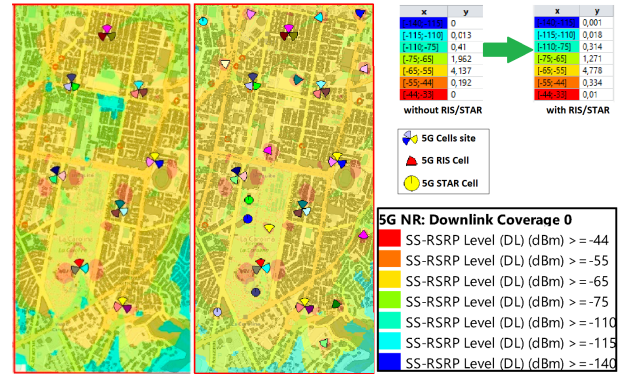 x y
[-140;-115[ 0
[-115;-110[ 0,013
[-110;-75[ 0,41
[-75;-65[ 1,962
[-65;-55[ 4,137
[-55;-44[ 0,192
[-44;-35[ 0
without RIS/STAR
x y
[-140;-115[ 0,001
[-115;-110[ 0,018
[-110;-75[ 0,314
[-75;-65[ 1,271
[-65;-55[ 4,778
[-55;-44[ 0,334
[-44;-35[ 0,01
with RIS/STAR
5G Cells site
5G RIS Cell
5G STAR Cell
5G NR: Downlink Coverage 0
SS-RSRP Level (DL) (dBm) >=-44
SS-RSRP Level (DL) (dBm) >=-55
SS-RSRP Level (DL) (dBm) >=-65
SS-RSRP Level (DL) (dBm) >=-75
SS-RSRP Level (DL) (dBm) >=-110
SS-RSRP Level (DL) (dBm) >=-115
SS-RSRP Level (DL) (dBm) >=-140